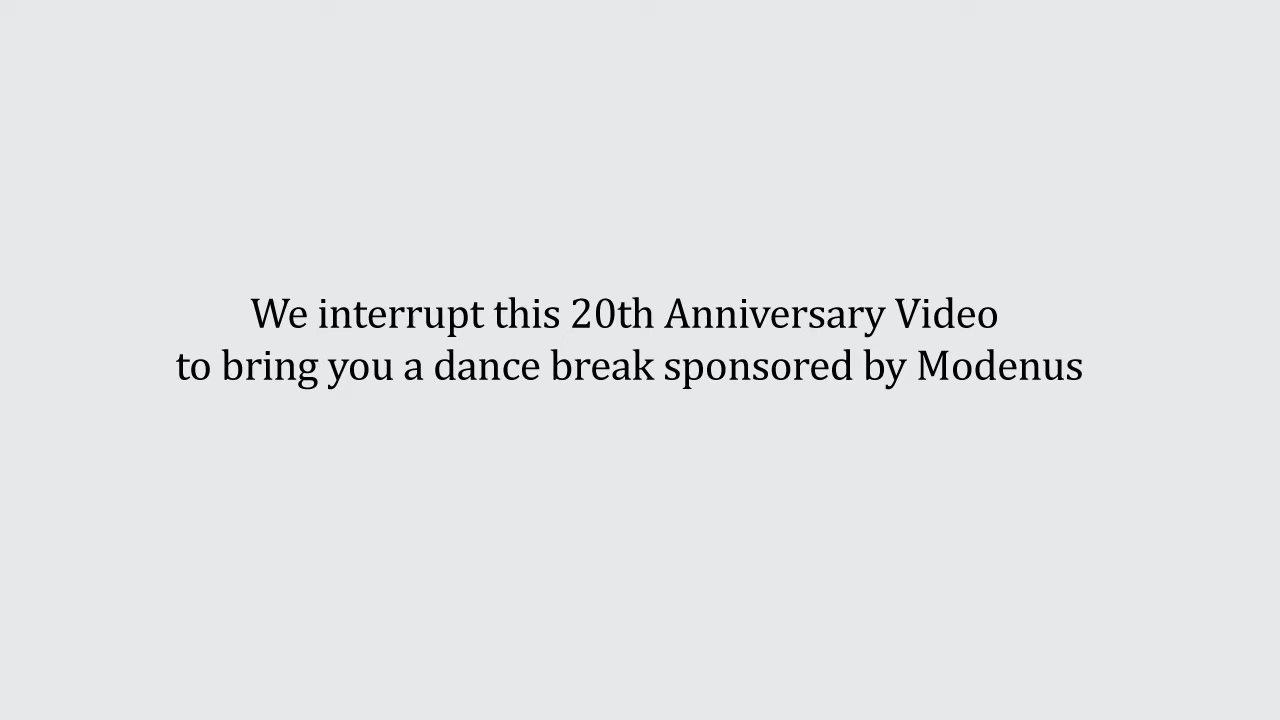 We interrupt this 20th Anniversary Video
to bring you a dance break sponsored by Modenus